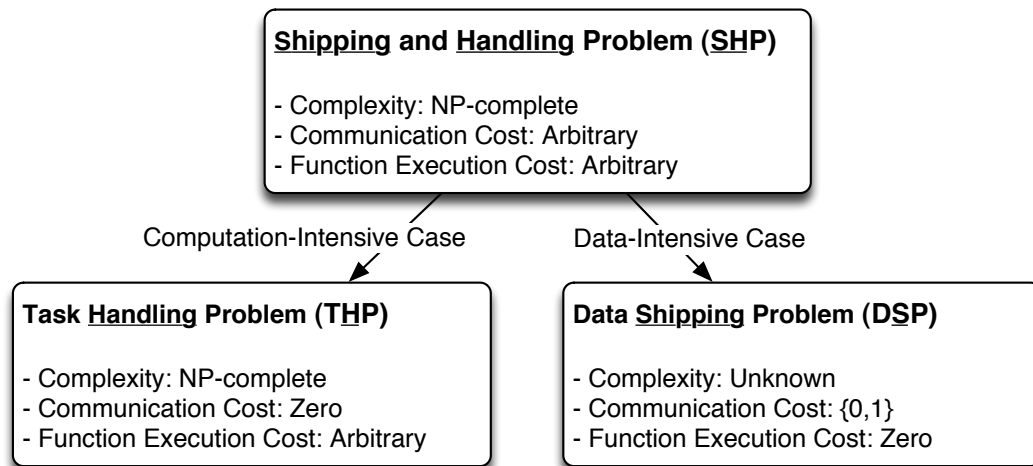 Shipping and Handling Problem (SHP)
- Complexity: NP-complete
- Communication Cost: Arbitrary
- Function Execution Cost: Arbitrary
Computation-Intensive Case
Data-Intensive Case
Task Handling Problem (THP)
- Complexity: NP-complete
- Communication Cost: Zero
- Function Execution Cost: Arbitrary
Data Shipping Problem (DSP)
- Complexity: Unknown
- Communication Cost: {0,1}
- Function Execution Cost: Zero